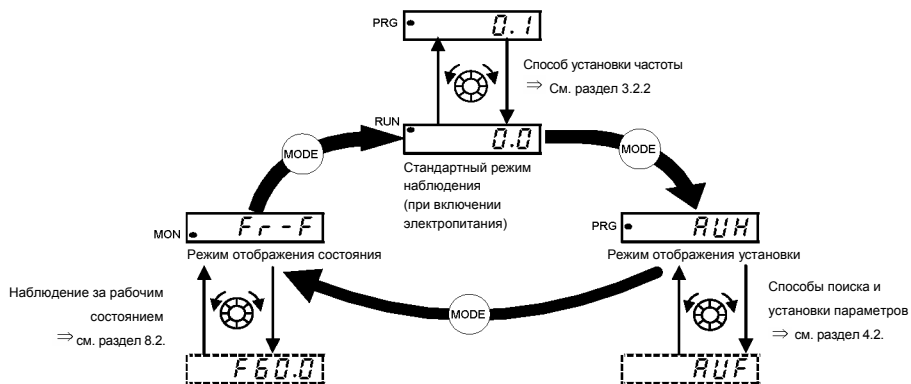 PRG 0.1
Способ установки частоты
⇒ См. раздел 3.2.2
RUN 0.0
MODE
MODE
Стандартный режим
наблюдения
(при включении
электропитания)
MON Fr-F
Режим отображения состояния
PRG AUH
Режим отображения установки
Наблюдение за рабочим
состоянием
⇒ см. раздел 8.2.
MODE
Способы поиска и
установки параметров
⇒ см. раздел 4.2.
F60.0
AUF